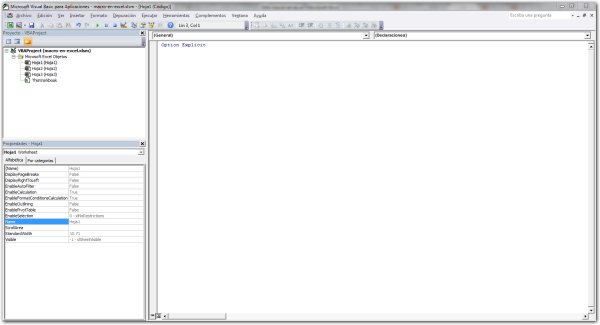 Microsoft Visual Basic para Aplicaciones - macro-en-excel.xlsm - [Hoja1 (Código)]
Archivo Edición Ver Insertar Formato Depuración Ejecutar Herramientas Complementos Ventana Ayuda
Escriba una pregunta
Lín 3, Col 1
Proyecto - VBAProject
(General)
(Declaraciones)
Option Explicit
VBAProject (macro-en-excel.xlsm)
Microsoft Excel Objetos
Hoja1 (Hoja1)
Hoja2 (Hoja2)
Hoja3 (Hoja3)
ThisWorkbook
Propiedades - Hoja1
Hoja1 Worksheet
Alfabética Por categorías
(Name) Hoja1
DisplayPageBreaks False
DisplayRightToLeft False
EnableAutoFilter False
EnableCalculation True
EnableFormatConditionsCalculation True
EnableOutlining False
EnablePivotTable False
EnableSelection 0 - xlNoRestrictions
Name Hoja1
ScrollArea
StandardWidth 10,71
Visible -1 - xlSheetVisible